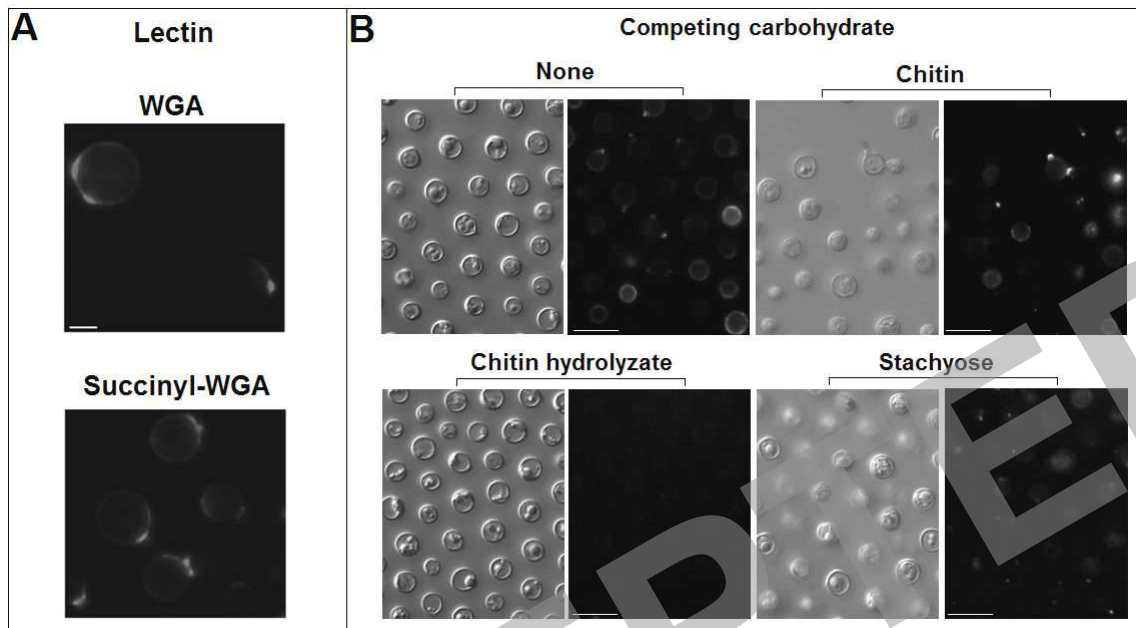 A
Lectin
WGA
Succinyl-WGA
B
Competing carbohydrate
None
Chitin
Chitin hydrolyzate
Stachyose